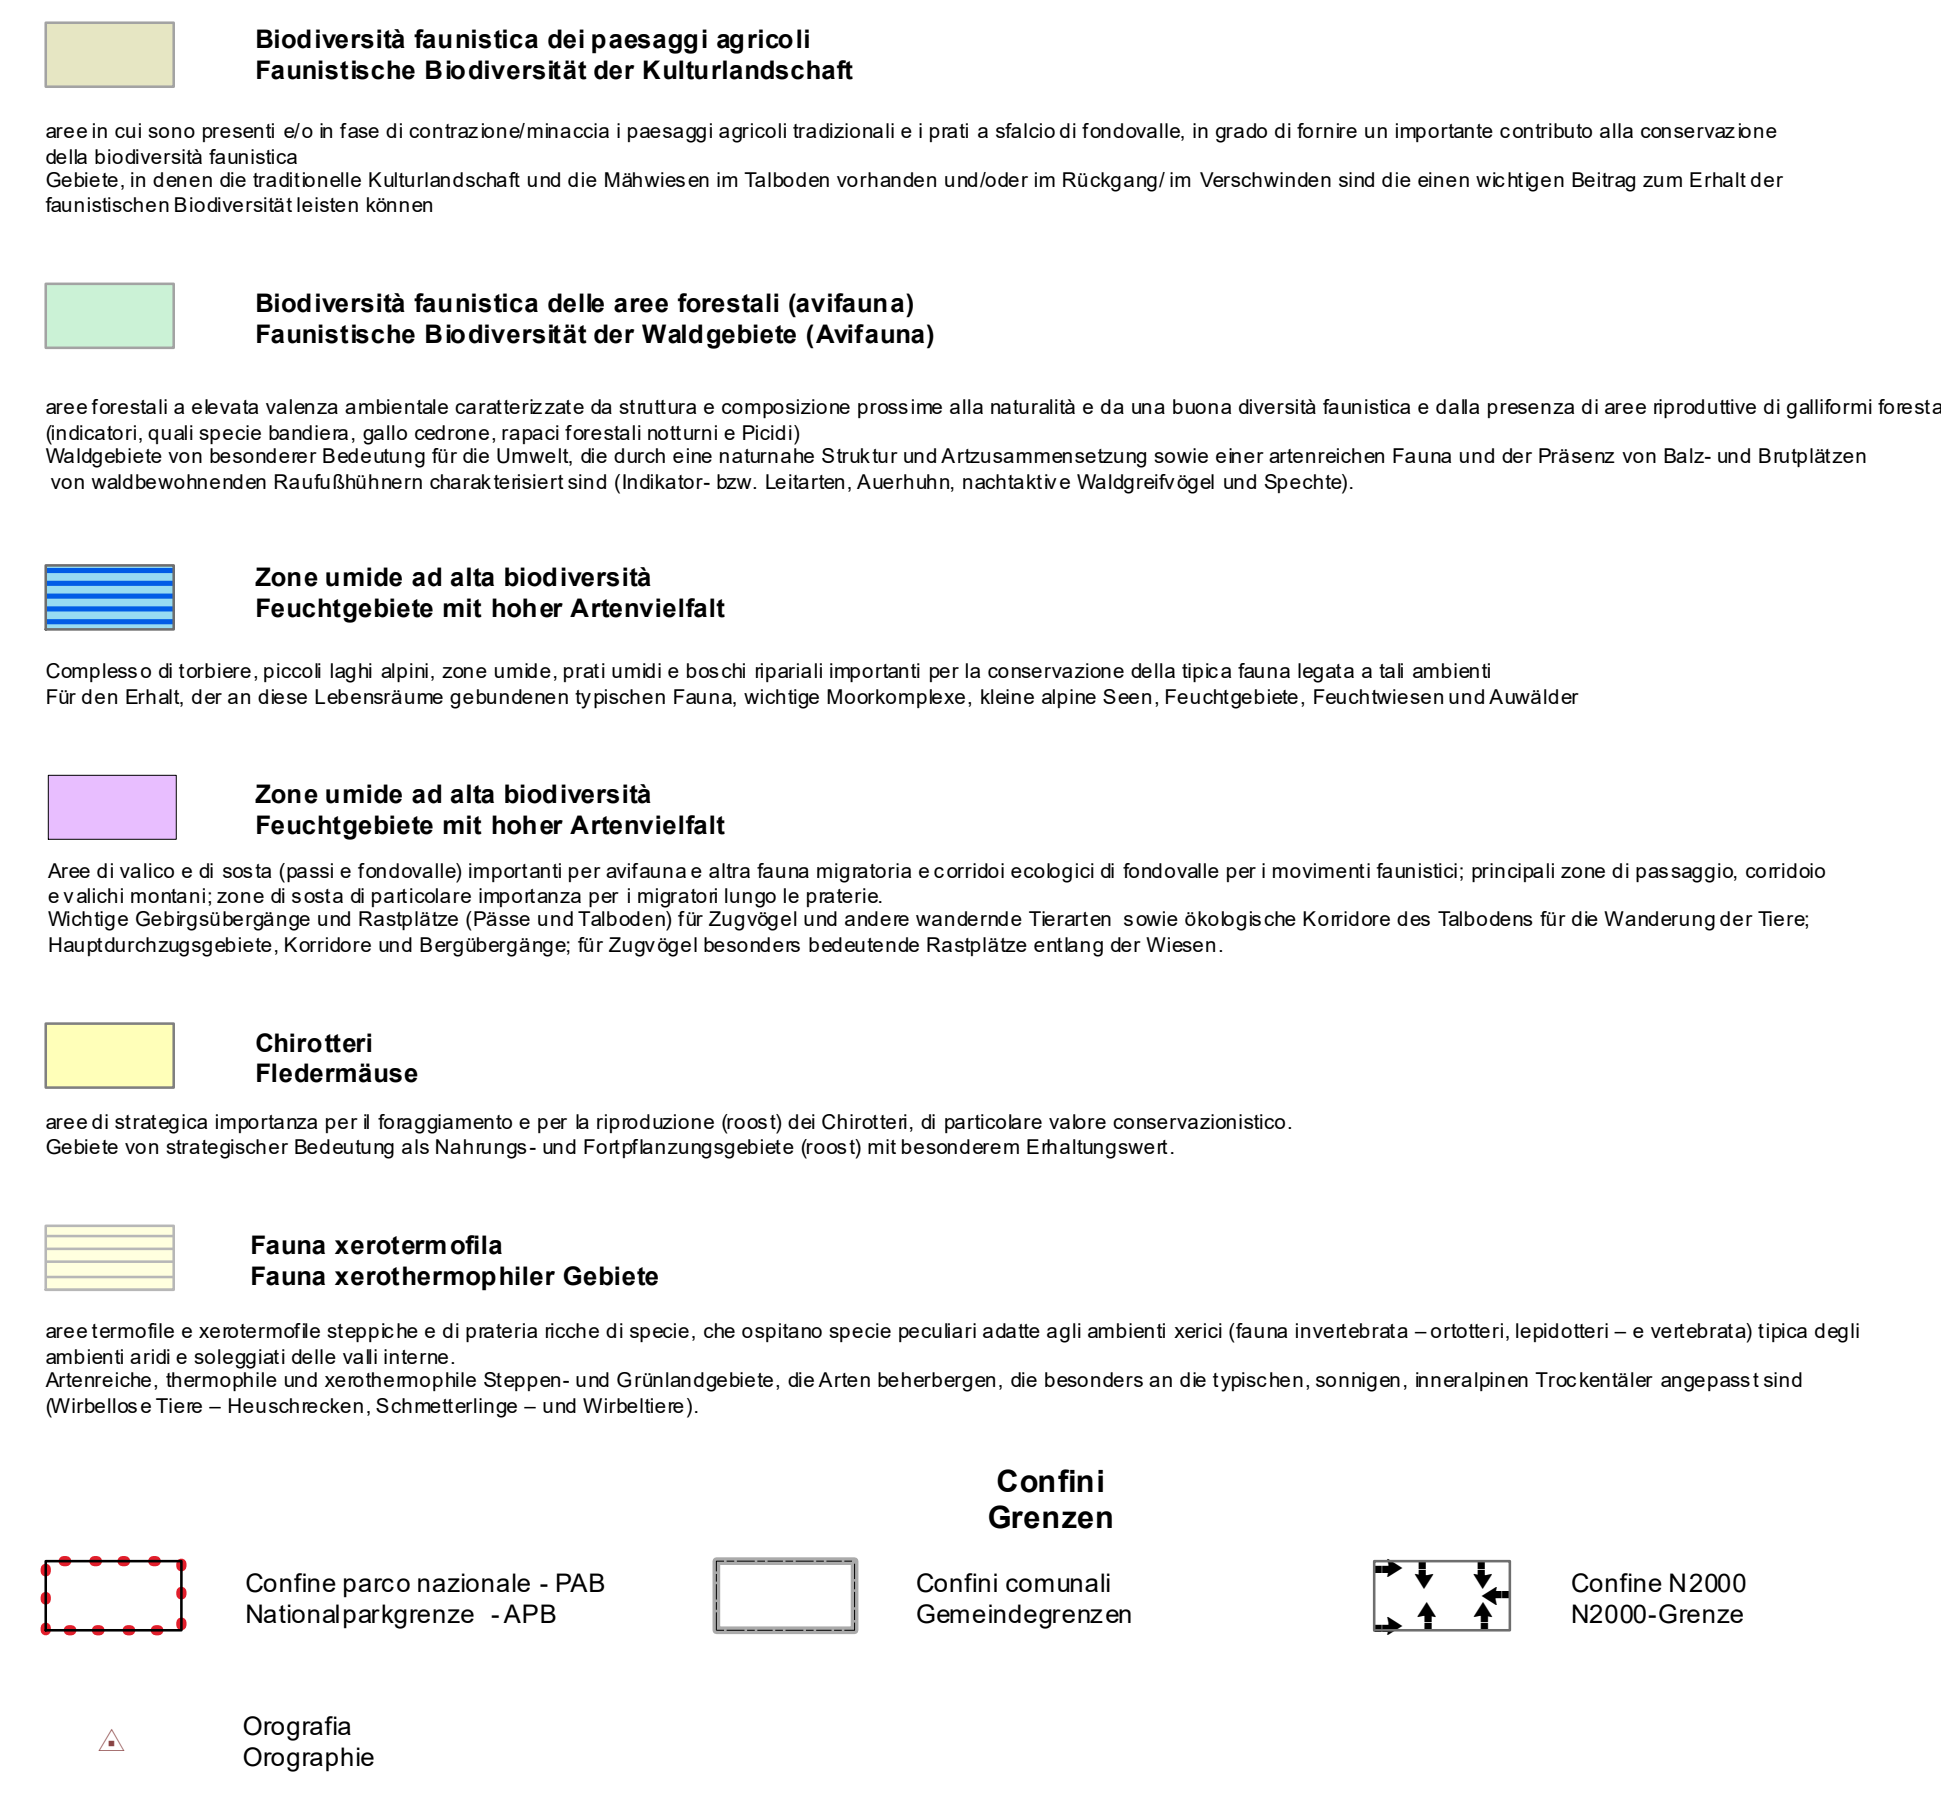 Biodiversità faunistica dei paesaggi agricoli
Faunistische Biodiversität der Kulturlandschaft
aree in cui sono presenti e/o in fase di contrazione/minaccia i paesaggi agricoli tradizionali e i prati a sfalcio di fondovalle, in grado di fornire un importante contributo alla conservazione
della biodiversità faunistica
Gebiete, in denen die traditionelle Kulturlandschaft und die Mähwiesen im Talboden vorhanden und/oder im Rückgang/ im Verschwinden sind die einen wichtigen Beitrag zum Erhalt der
faunistischen Biodiversität leisten können
Biodiversità faunistica delle aree forestali (avifauna)
Faunistische Biodiversität der Waldgebiete (Avifauna)
aree forestali a elevata valenza ambientale caratterizzate da struttura e composizione prossime alla naturalità e da una buona diversità faunistica e dalla presenza di aree riproduttive di galliformi foresta
(indicatori, quali specie bandiera, gallo cedrone, rapaci forestali notturni e Picidi)
Waldgebiete von besonderer Bedeutung für die Umwelt, die durch eine naturnahe Struktur und Artzusammensetzung sowie einer artenreichen Fauna und der Präsenz von Balz- und Brutplätzen
von waldbewohnenden Raufußhühnern charakterisiert sind (Indikator- bzw. Leitarten, Auerhuhn, nachtaktive Waldgreifvögel und Spechte).
Zone umide ad alta biodiversità
Feuchtgebiete mit hoher Artenvielfalt
Complesso di torbiere, piccoli laghi alpini, zone umide, prati umidi e boschi ripariali importanti per la conservazione della tipica fauna legata a tali ambienti
Für den Erhalt, der an diese Lebensräume gebundenen typischen Fauna, wichtige Moorkomplexe, kleine alpine Seen, Feuchtgebiete, Feuchtwiesen und Auwälder
Zone umide ad alta biodiversità
Feuchtgebiete mit hoher Artenvielfalt
Aree di valico e di sosta (passi e fondovalle) importanti per avifauna e altra fauna migratoria e corridoi ecologici di fondovalle per i movimenti faunistici; principali zone di passaggio, corridoio
e valichi montani; zone di sosta di particolare importanza per i migratori lungo le praterie.
Wichtige Gebirgsübergänge und Rastplätze (Pässe und Talboden) für Zugvögel und andere wandernde Tierarten sowie ökologische Korridore des Talbodens für die Wanderung der Tiere;
Hauptdurchzugsgebiete, Korridore und Bergübergänge; für Zugvögel besonders bedeutende Rastplätze entlang der Wiesen.
Chirotteri
Fledermäuse
aree di strategica importanza per il foraggiamento e per la riproduzione (roost) dei Chirotteri, di particolare valore conservazionistico.
Gebiete von strategischer Bedeutung als Nahrungs- und Fortpflanzungsgebiete (roost) mit besonderem Erhaltungswert.
Fauna xerotermofila
Fauna xerothermophiler Gebiete
aree termofile e xerotermofile steppiche e di prateria ricche di specie, che ospitano specie peculiari adatte agli ambienti xerici (fauna invertebrata – ortotteri, lepidotteri – e vertebrata) tipica degli
ambienti aridi e soleggiati delle valli interne.
Artenreiche, thermophile und xerothermophile Steppen- und Grünlandgebiete, die Arten beherbergen, die besonders an die typischen, sonnigen, inneralpinen Trockentäler angepasst sind
(Wirbellose Tiere – Heuschrecken, Schmetterlinge – und Wirbeltiere).
Confini
Grenzen
Confine parco nazionale - PAB
Nationalparkgrenze - APB
Confini comunali
Gemeindegrenzen
Confine N2000
N2000-Grenze
Orografia
Orographie